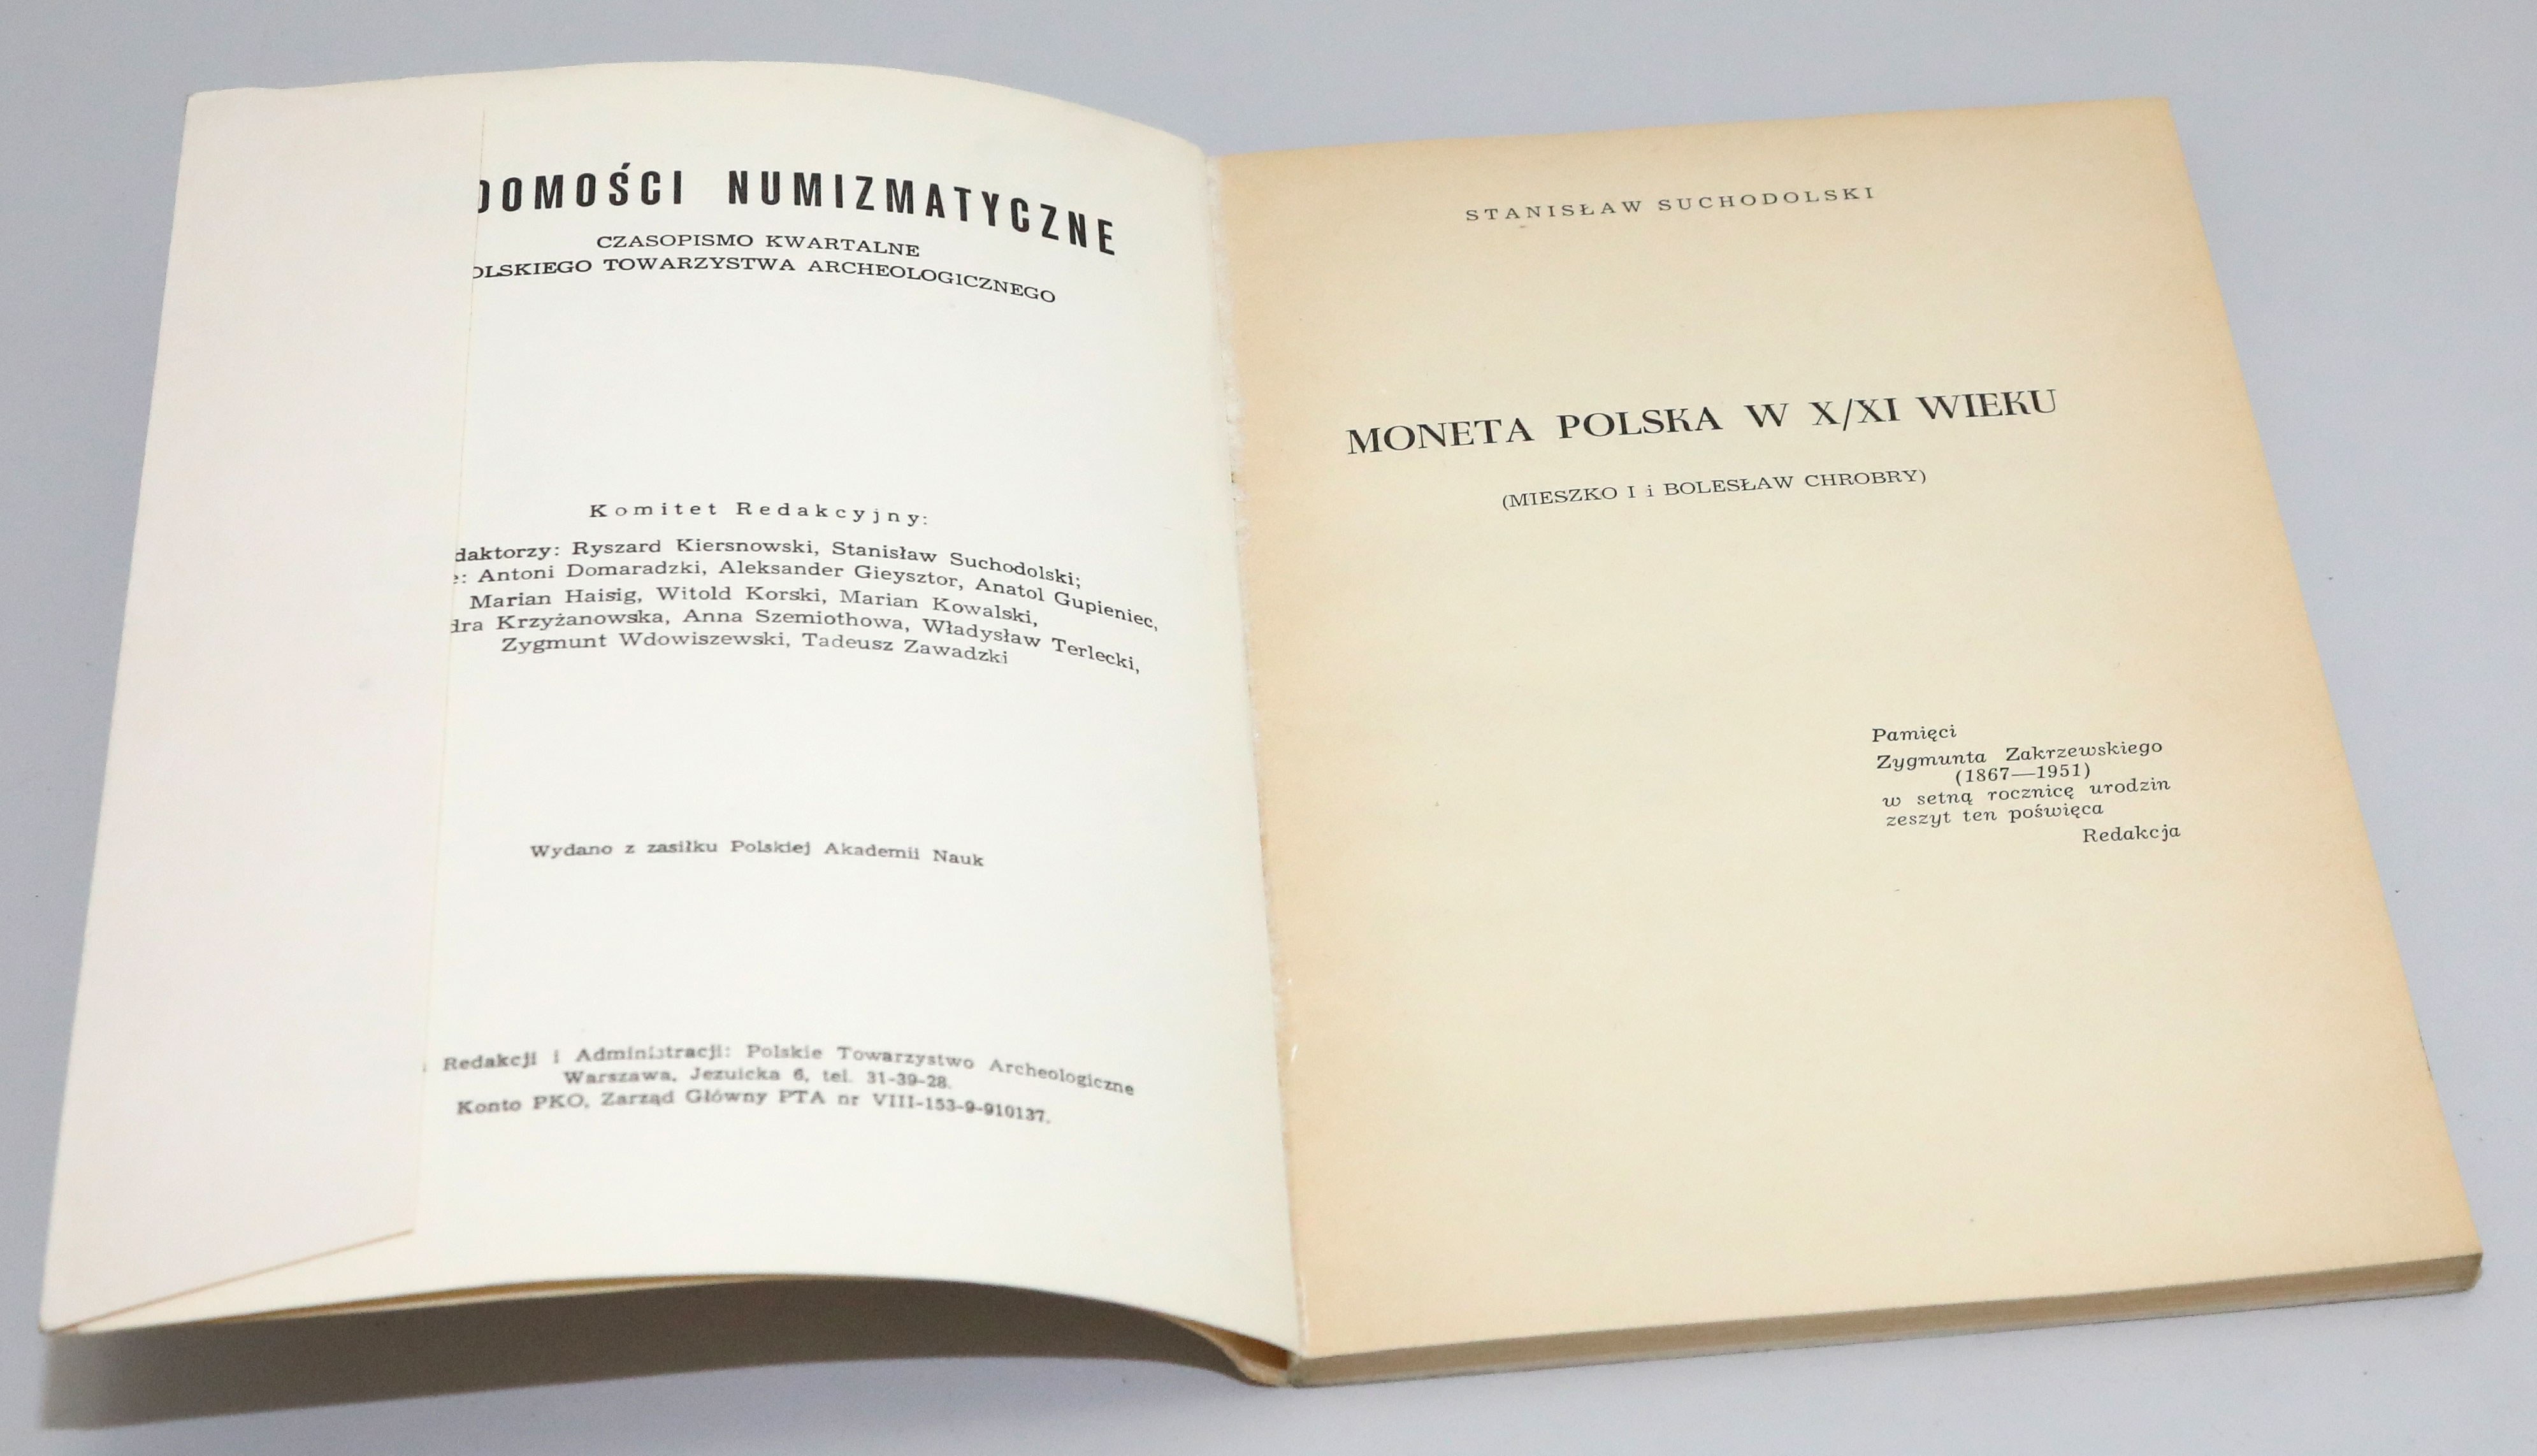 DOMOŚCI NUMIZMATYCZNE
CZASOPISMO KWARTALNE
OLSKIEGO TOWARZYSTWA ARCHEOLOGICZNEGO
Komitet Redakcyjny:
daktorzy: Ryszard Kiersnowski, Stanisław Suchodolski;
e: Antoni Domaradzki, Aleksander Gieysztor, Anatol Gupieniec,
Marian Haisig, Witold Korski, Marian Kowalski,
dra Krzyżanowska, Anna Szemiothowa, Władysław Terlecki,
Zygmunt Wdowiszewski, Tadeusz Zawadzki
Wydano z zasiłku Polskiej Akademii Nauk
Redakcji i Administracji: Polskie Towarzystwo Archeologiczne
Warszawa, Jezuicka 6, tel. 31-39-28.
Konto PKO, Zarząd Główny PTA nr VIII-153-9-910137.
STANISŁAW SUCHODOLSKI
MONETA POLSKA W X/XI WIEKU
(MIESZKO I i BOLESŁAW CHROBRY)
Pamięci
Zygmunta Zakrzewskiego
(1867—1951)
w setną rocznicę urodzin
zeszyt ten poświęca
Redakcja